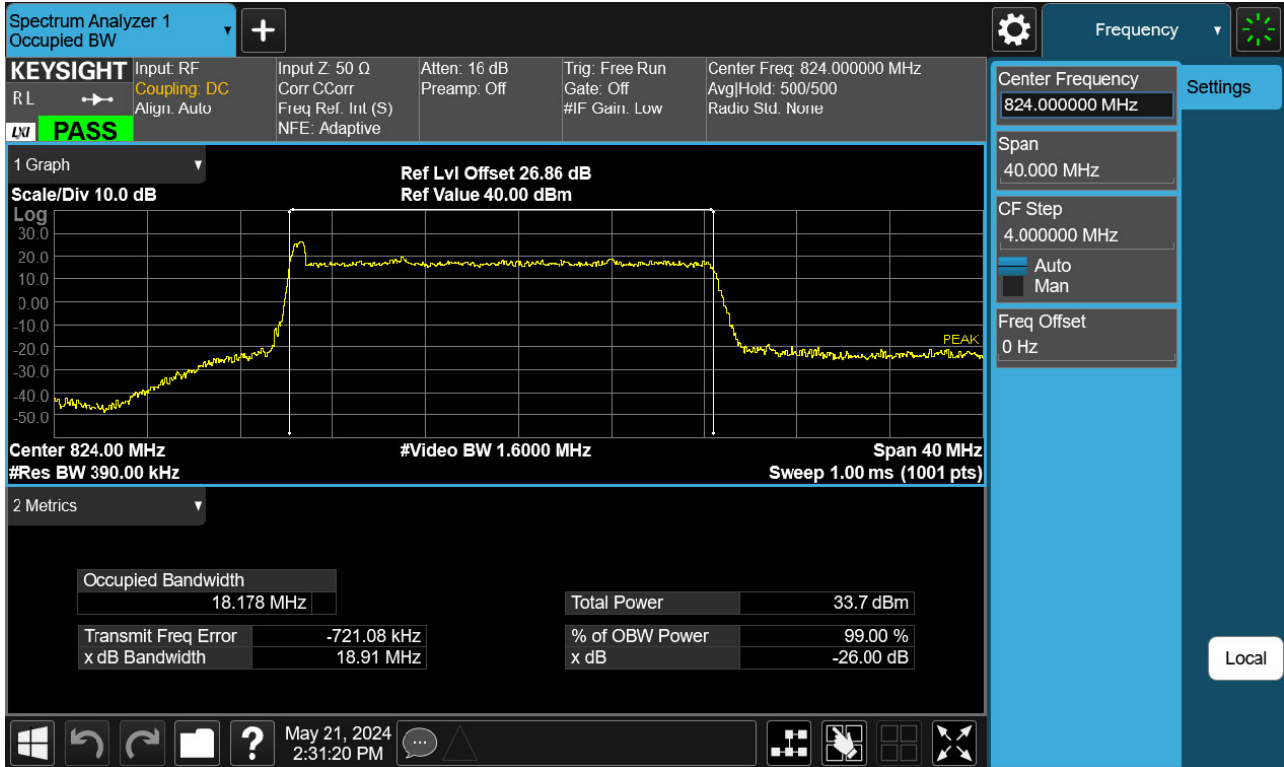 Spectrum Analyzer 1
Occupied BW
+
Frequency
KEYSIGHT
R L
LXI PASS
Input: RF
Coupling: DC
Align: Auto
Input Z: 50 Ω
Corr CCorr
Freq Ref: Int (S)
NFE: Adaptive
Atten: 16 dB
Preamp: Off
Trig: Free Run
Gate: Off
#IF Gain: Low
Center Freq: 824.000000 MHz
Avg|Hold: 500/500
Radio Std: None
1 Graph
Scale/Div 10.0 dB
Ref Lvl Offset 26.86 dB
Ref Value 40.00 dBm
Log
30.0
20.0
10.0
0.00
-10.0
-20.0
-30.0
-40.0
-50.0
PEAK
Center 824.00 MHz
#Video BW 1.6000 MHz
Span 40 MHz
#Res BW 390.00 kHz
Sweep 1.00 ms (1001 pts)
2 Metrics
Occupied Bandwidth
18.178 MHz
Total Power 33.7 dBm
Transmit Freq Error -721.08 kHz
% of OBW Power 99.00 %
x dB Bandwidth 18.91 MHz
x dB -26.00 dB
Center Frequency
824.000000 MHz
Settings
Span
40.000 MHz
CF Step
4.000000 MHz
Auto
Man
Freq Offset
0 Hz
Local
?
May 21, 2024
2:31:20 PM